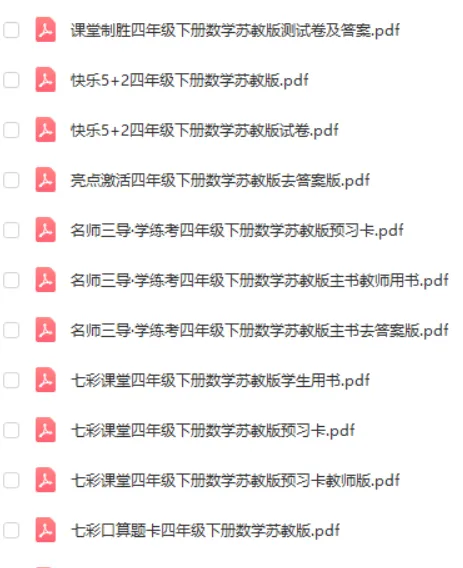 课堂制胜四年级下册数学苏教版测试卷及答案.pdf
快乐5+2四年级下册数学苏教版.pdf
快乐5+2四年级下册数学苏教版试卷.pdf
亮点激活四年级下册数学苏教版去答案版.pdf
名师三导·学练考四年级下册数学苏教版预习卡.pdf
名师三导·学练考四年级下册数学苏教版主书教师用书.pdf
名师三导·学练考四年级下册数学苏教版主书去答案版.pdf
七彩课堂四年级下册数学苏教版学生用书.pdf
七彩课堂四年级下册数学苏教版预习卡.pdf
七彩课堂四年级下册数学苏教版预习卡教师版.pdf
七彩口算题卡四年级下册数学苏教版.pdf